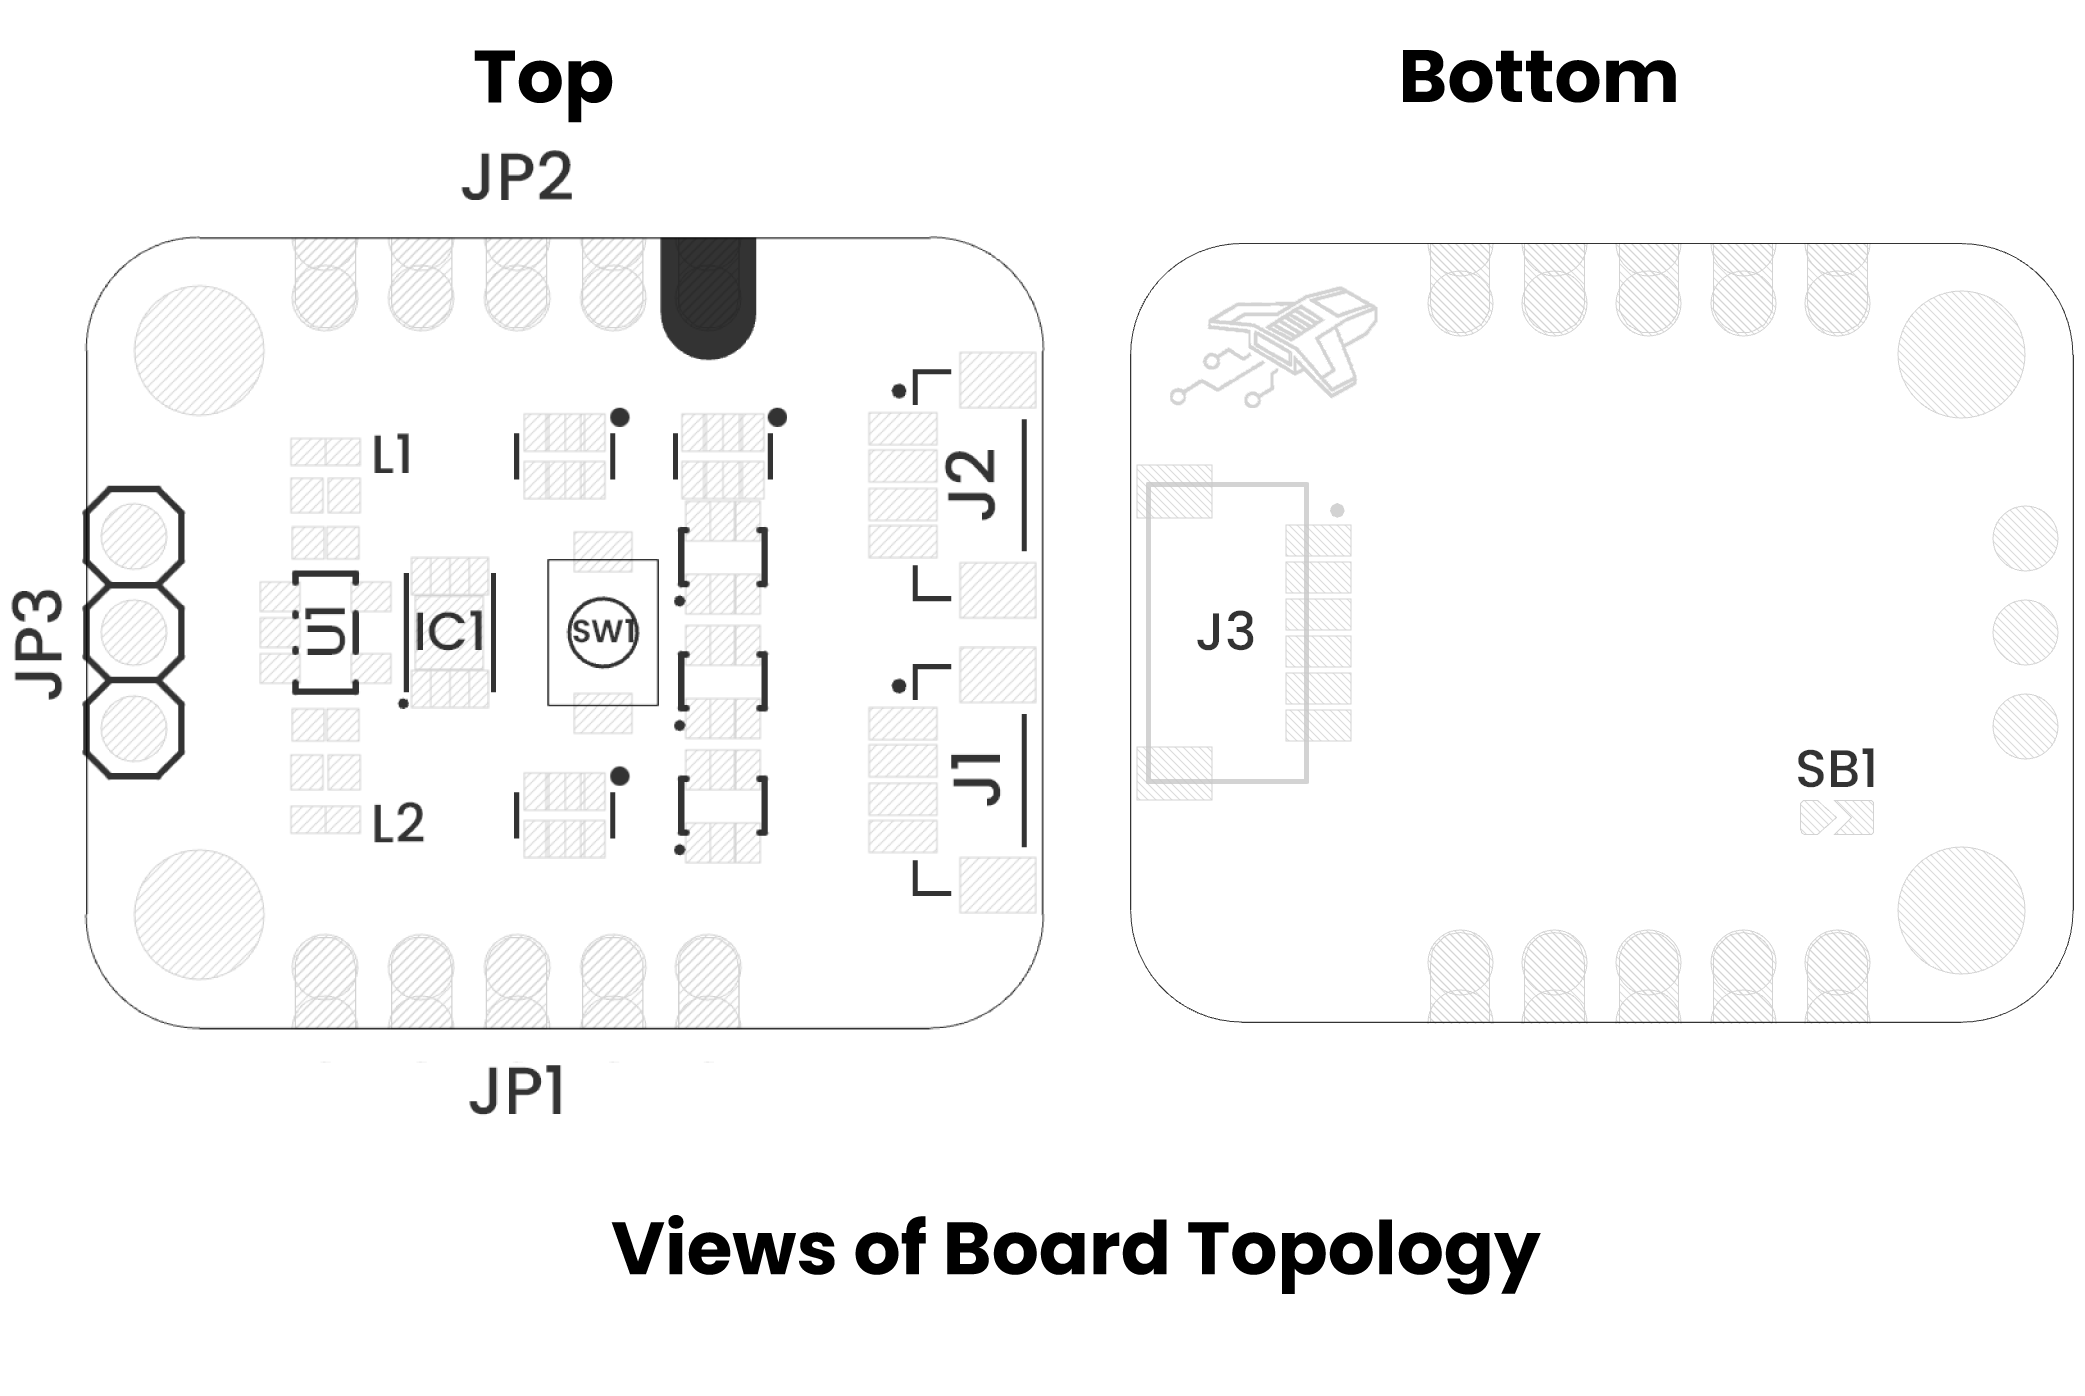 Top
Bottom
JP2
L1
J2
JP3
U1
IC1
SW1
J3
J1
SB1
L2
JP1
Views of Board Topology